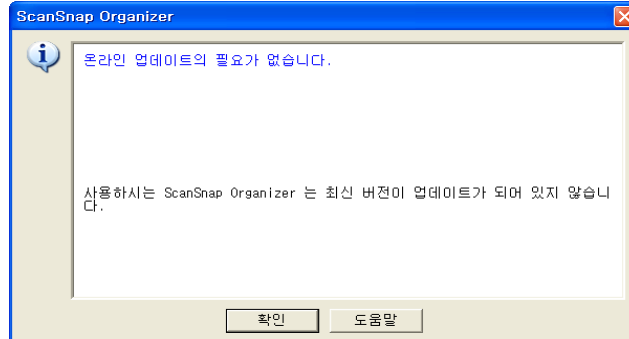 ScanSnap Organizer
온라인 업데이트의 필요가 없습니다.
사용하시는 ScanSnap Organizer 는 최신 버전이 업데이트가 되어 있지 않습니
다.
확인
도움말